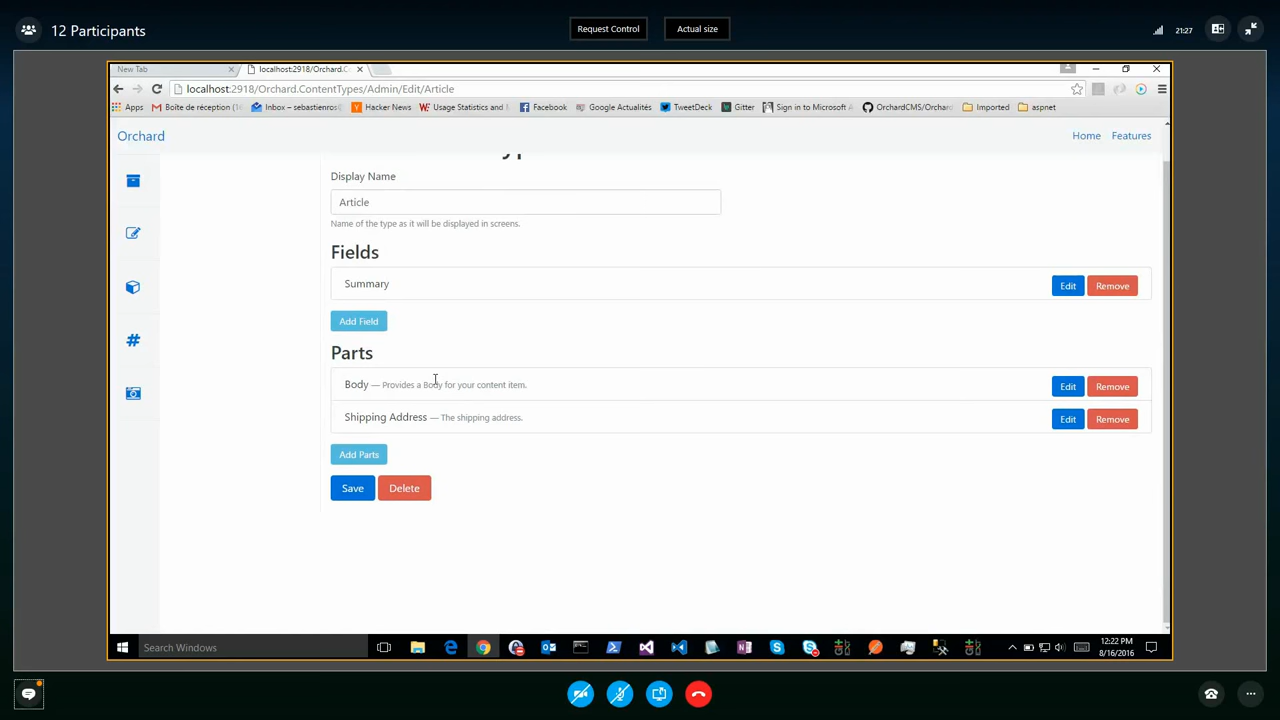 12 Participants
Request Control
Actual size
21:27
New Tab
localhost:2918/Orchard.C
localhost:2918/Orchard.ContentTypes/Admin/Edit/Article
Apps
Boîte de réception (14
Inbox – sebastienros
Hacker News
Usage Statistics and M
Facebook
Google Actualités
TweetDeck
Gitter
Sign in to Microsoft A
OrchardCMS/Orchard
Imported
aspnet
Orchard
Home
Features
Display Name
Article
Name of the type as it will be displayed in screens.
Fields
Summary
Edit
Remove
Add Field
Parts
Body — Provides a Body for your content item.
Edit
Remove
Shipping Address — The shipping address.
Edit
Remove
Add Parts
Save
Delete
Search Windows
12:22 PM
8/16/2016